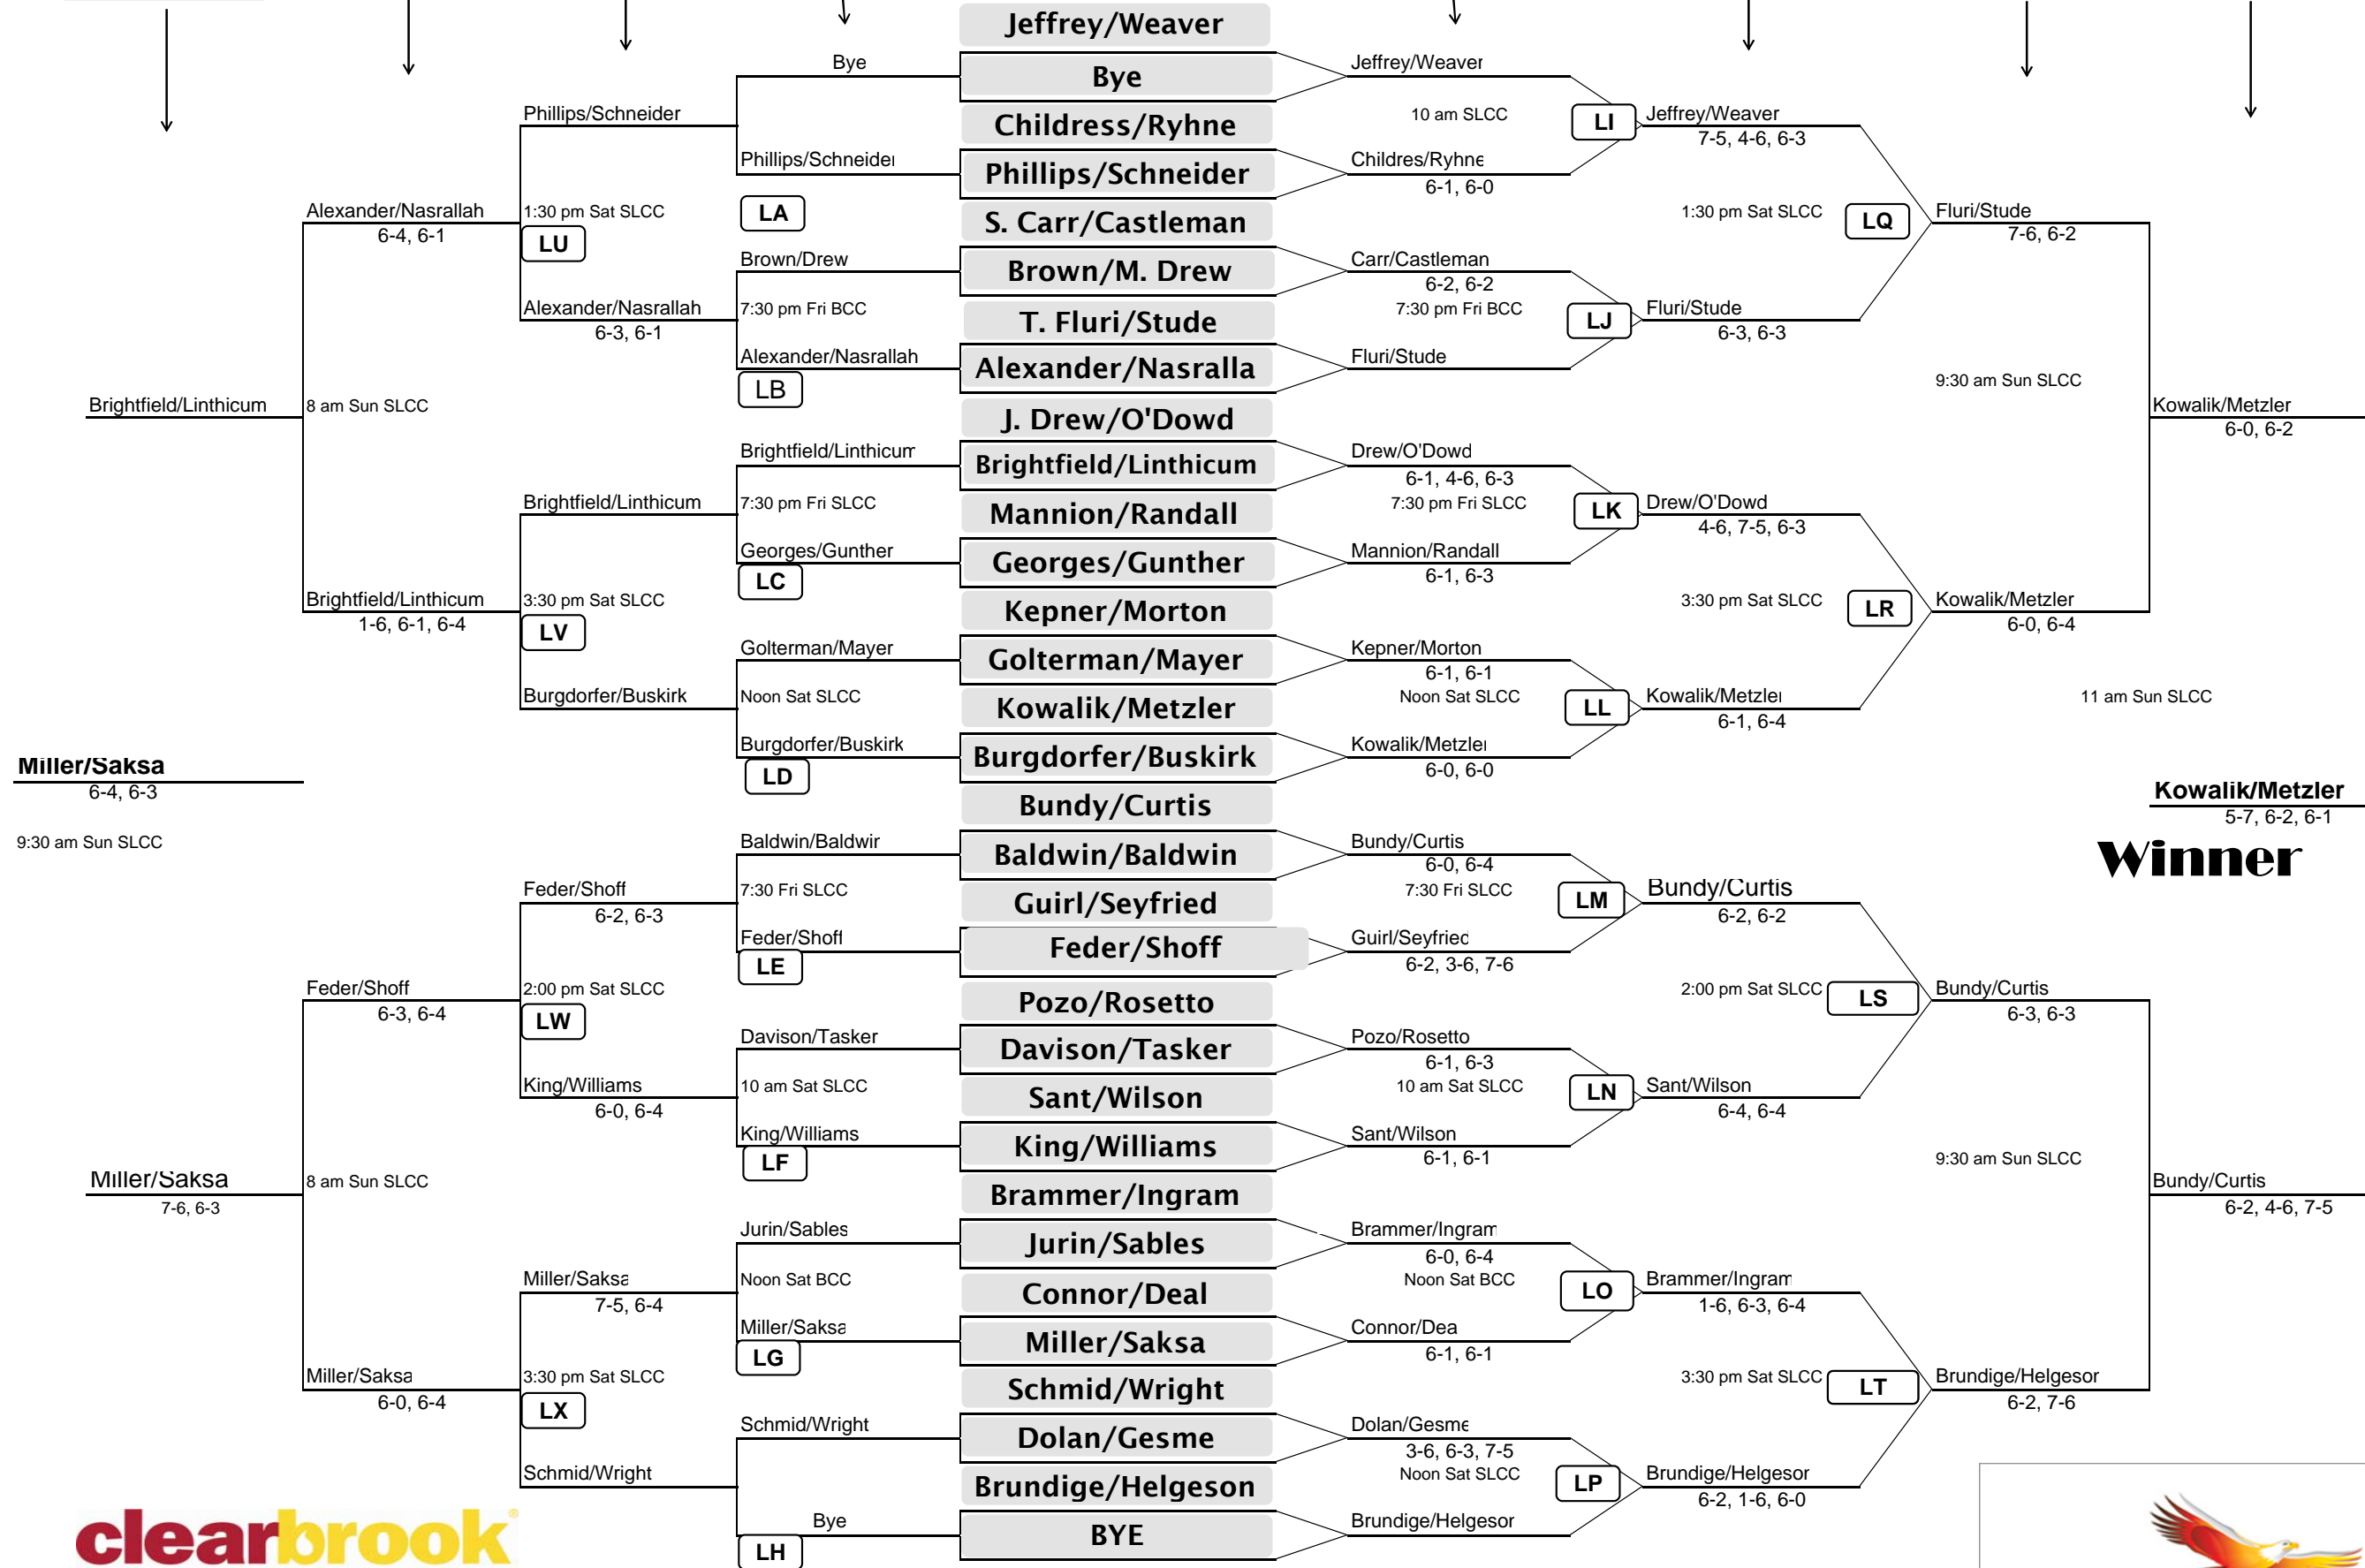 Jeffrey/Weaver
Bye
Bye
Jeffrey/Weaver
Phillips/Schneider
Childress/Ryhne
10 am SLCC
LI
Jeffrey/Weaver
7-5, 4-6, 6-3
Phillips/Schneider
Phillips/Schneider
Childres/Ryhne
6-1, 6-0
Alexander/Nasrallah
6-4, 6-1
1:30 pm Sat SLCC
LU
LA
S. Carr/Castleman
1:30 pm Sat SLCC
LQ
Fluri/Stude
7-6, 6-2
Brown/Drew
Brown/M. Drew
Carr/Castleman
6-2, 6-2
Alexander/Nasrallah
6-3, 6-1
7:30 pm Fri BCC
T. Fluri/Stude
7:30 pm Fri BCC
LJ
Fluri/Stude
6-3, 6-3
Alexander/Nasrallah
LB
Alexander/Nasralla
Fluri/Stude
9:30 am Sun SLCC
Brightfield/Linthicum
8 am Sun SLCC
J. Drew/O'Dowd
Kowalik/Metzler
6-0, 6-2
Brightfield/Linthicum
Brightfield/Linthicum
Drew/O'Dowd
6-1, 4-6, 6-3
Brightfield/Linthicum
7:30 pm Fri SLCC
Mannion/Randall
7:30 pm Fri SLCC
LK
Drew/O'Dowd
4-6, 7-5, 6-3
Georges/Gunther
LC
Georges/Gunther
Mannion/Randall
6-1, 6-3
Brightfield/Linthicum
1-6, 6-1, 6-4
3:30 pm Sat SLCC
LV
Kepner/Morton
3:30 pm Sat SLCC
LR
Kowalik/Metzler
6-0, 6-4
Golterman/Mayer
Golterman/Mayer
Kepner/Morton
6-1, 6-1
Burgdorfer/Buskirk
Noon Sat SLCC
Kowalik/Metzler
Noon Sat SLCC
LL
Kowalik/Metzler
6-1, 6-4
11 am Sun SLCC
Burgdorfer/Buskirk
LD
Burgdorfer/Buskirk
Kowalik/Metzler
6-0, 6-0
Miller/Saksa
6-4, 6-3
9:30 am Sun SLCC
Bundy/Curtis
Kowalik/Metzler
5-7, 6-2, 6-1
Winner
Baldwin/Baldwin
Baldwin/Baldwin
Bundy/Curtis
6-0, 6-4
Feder/Shoff
6-2, 6-3
7:30 Fri SLCC
Guirl/Seyfried
7:30 Fri SLCC
LM
Bundy/Curtis
6-2, 6-2
Feder/Shoff
LE
Feder/Shoff
Guirl/Seyfried
6-2, 3-6, 7-6
Feder/Shoff
6-3, 6-4
2:00 pm Sat SLCC
LW
Pozo/Rosetto
2:00 pm Sat SLCC
LS
Bundy/Curtis
6-3, 6-3
Davison/Tasker
Davison/Tasker
Pozo/Rosetto
6-1, 6-3
King/Williams
6-0, 6-4
10 am Sat SLCC
Sant/Wilson
10 am Sat SLCC
LN
Sant/Wilson
6-4, 6-4
King/Williams
LF
King/Williams
Sant/Wilson
6-1, 6-1
9:30 am Sun SLCC
Miller/Saksa
7-6, 6-3
8 am Sun SLCC
Brammer/Ingram
Bundy/Curtis
6-2, 4-6, 7-5
Jurin/Sables
Jurin/Sables
Brammer/Ingram
6-0, 6-4
Miller/Saksa
7-5, 6-4
Noon Sat BCC
Connor/Deal
Noon Sat BCC
LO
Brammer/Ingram
1-6, 6-3, 6-4
Miller/Saksa
LG
Miller/Saksa
Connor/Dea
6-1, 6-1
Miller/Saksa
6-0, 6-4
3:30 pm Sat SLCC
LX
Schmid/Wright
3:30 pm Sat SLCC
LT
Brundige/Helgesor
6-2, 7-6
Schmid/Wright
Dolan/Gesme
Dolan/Gesme
3-6, 6-3, 7-5
Schmid/Wright
Brundige/Helgeson
Noon Sat SLCC
LP
Brundige/Helgesor
6-2, 1-6, 6-0
Bye
LH
BYE
Brundige/Helgesor
clearbrook